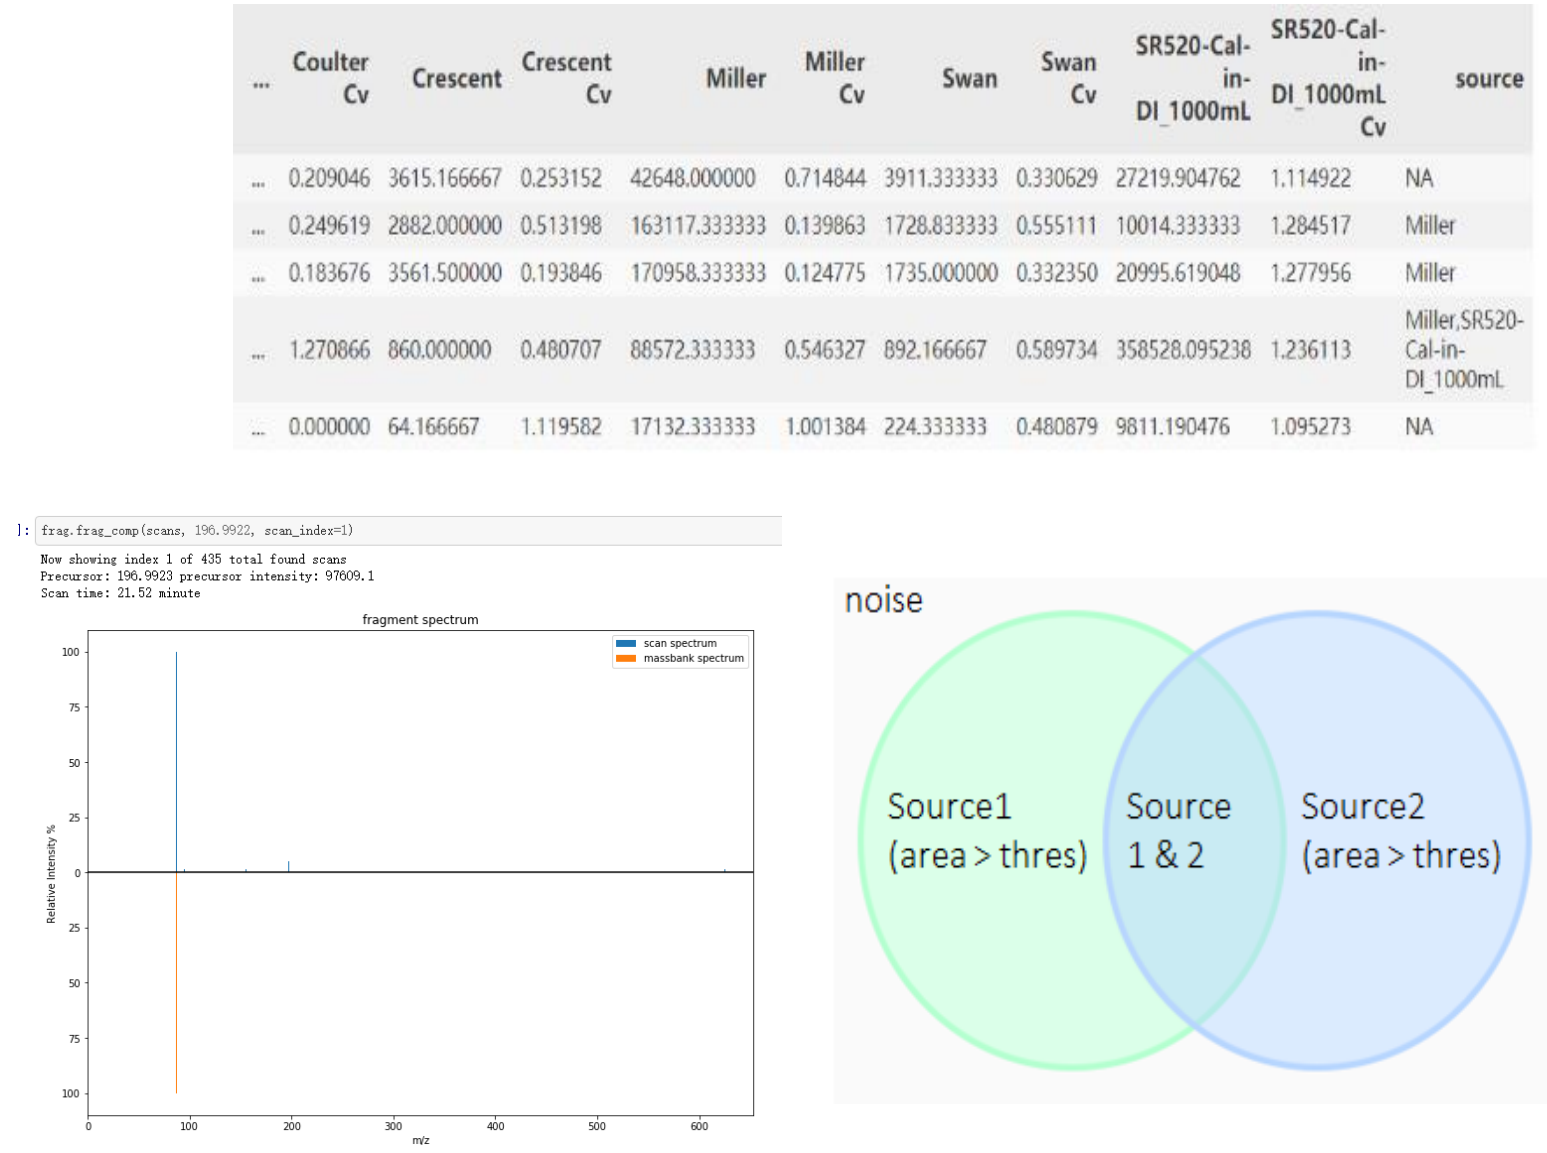 ... Coulter Cv Crescent Crescent Cv Miller Miller Cv Swan Swan Cv SR520-Cal-in-DI_1000mL SR520-Cal-in-DI_1000mL Cv source
... 0.209046 3615.166667 0.253152 42648.000000 0.714844 3911.333333 0.330629 27219.904762 1.114922 NA
... 0.249619 2882.000000 0.513198 163117.333333 0.139863 1728.833333 0.555111 10014.333333 1.284517 Miller
... 0.183676 3561.500000 0.193846 170958.333333 0.124775 1735.000000 0.332350 20995.619048 1.277956 Miller
... 1.270866 860.000000 0.480707 88572.333333 0.546327 892.166667 0.589734 358528.095238 1.236113 Miller,SR520-Cal-in-DI_1000mL
... 0.000000 64.166667 1.119582 17132.333333 1.001384 224.333333 0.480879 9811.190476 1.095273 NA
]: frag.frag_comp(scans, 196.9922, scan_index=1)
Now showing index 1 of 435 total found scans
Precursor: 196.9923 precursor intensity: 97609.1
Scan time: 21.52 minute
fragment spectrum
scan spectrum
massbank spectrum
Relative Intensity %
100
75
50
25
0
25
50
75
100
0 100 200 300 400 500 600
m/z
noise
Source1
(area > thres)
Source
1 & 2
Source2
(area > thres)